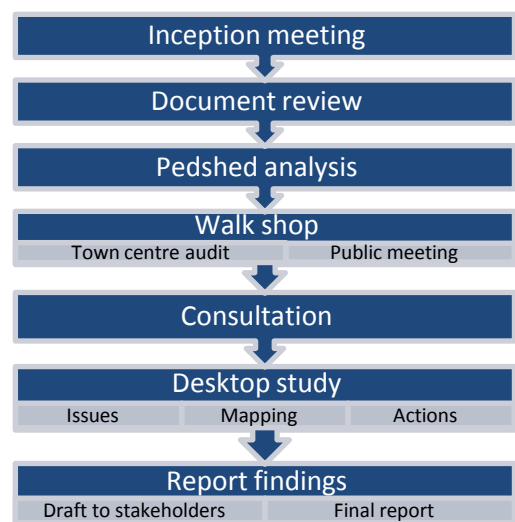 Inception meeting
Document review
Pedshed analysis
Walk shop
Town centre audit Public meeting
Consultation
Desktop study
Issues Mapping Actions
Report findings
Draft to stakeholders Final report